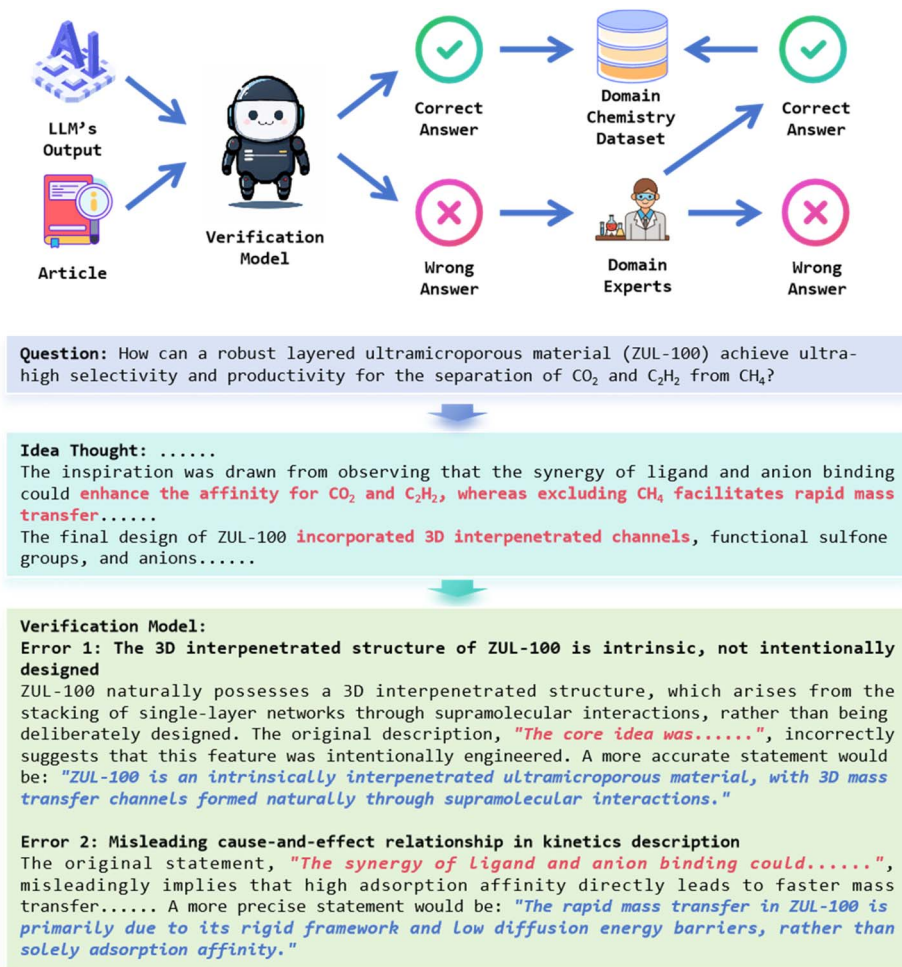 AI
LLM's
Output
Article
Verification
Model
Correct
Answer
Wrong
Answer
Domain
Chemistry
Dataset
Domain
Experts
Correct
Answer
Wrong
Answer
Question: How can a robust layered ultramicroporous material (ZUL-100) achieve ultra-
high selectivity and productivity for the separation of CO₂ and C₂H₂ from CH₄?
Idea Thought: ......
The inspiration was drawn from observing that the synergy of ligand and anion binding
could enhance the affinity for CO₂ and C₂H₂, whereas excluding CH₄ facilitates rapid mass
transfer......
The final design of ZUL-100 incorporated 3D interpenetrated channels, functional sulfone
groups, and anions......
Verification Model:
Error 1: The 3D interpenetrated structure of ZUL-100 is intrinsic, not intentionally
designed
ZUL-100 naturally possesses a 3D interpenetrated structure, which arises from the
stacking of single-layer networks through supramolecular interactions, rather than being
deliberately designed. The original description, "The core idea was......", incorrectly
suggests that this feature was intentionally engineered. A more accurate statement would
be: "ZUL-100 is an intrinsically interpenetrated ultramicroporous material, with 3D mass
transfer channels formed naturally through supramolecular interactions."
Error 2: Misleading cause-and-effect relationship in kinetics description
The original statement, "The synergy of ligand and anion binding could......",
misleadingly implies that high adsorption affinity directly leads to faster mass
transfer...... A more precise statement would be: "The rapid mass transfer in ZUL-100 is
primarily due to its rigid framework and low diffusion energy barriers, rather than
solely adsorption affinity."